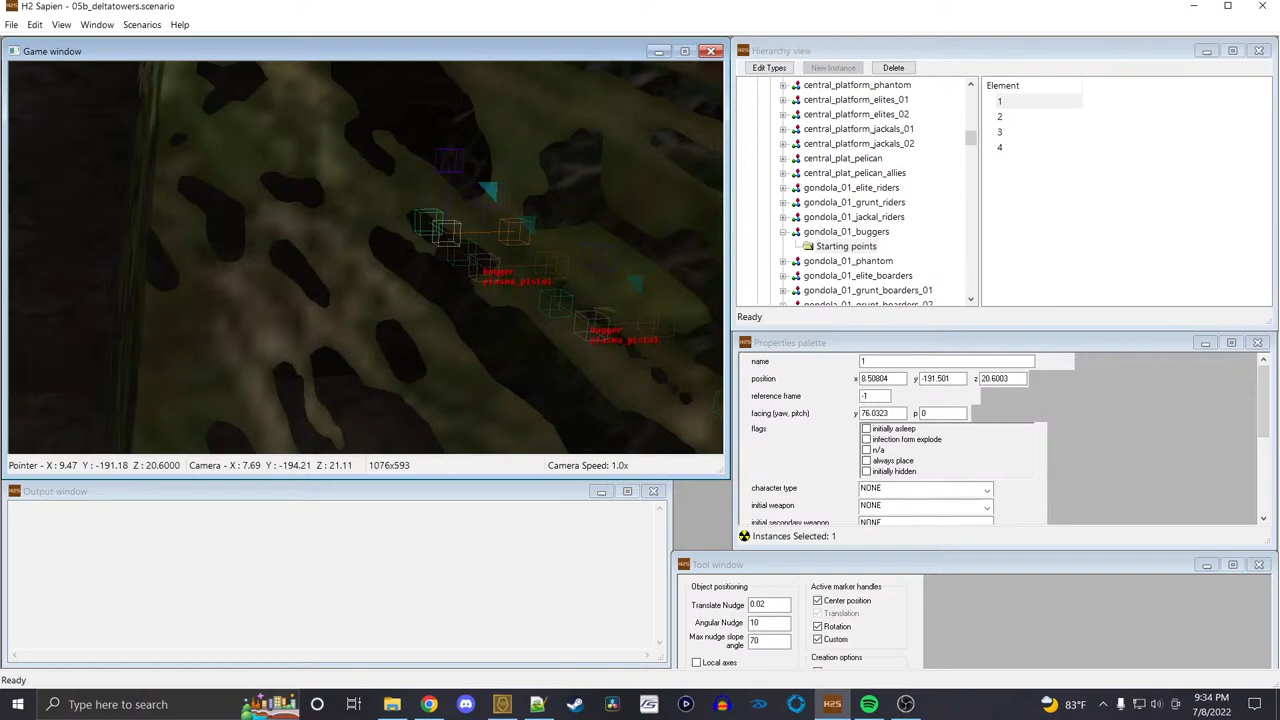 H2 Sapien - 05b_deltatowers.scenario
File Edit View Window Scenarios Help
Game window
bugger
plasma_pistol
bugger
plasma_pistol
Pointer - X : 9.47 Y : -191.18 Z : 20.6000 Camera - X : 7.69 Y : -194.21 Z : 21.11 1076x593 Camera Speed: 1.0x
Output window
Hierarchy view
Edit Types New Instance Delete
central_platform_phantom
central_platform_elites_01
central_platform_elites_02
central_platform_jackals_01
central_platform_jackals_02
central_plat_pelican
central_plat_pelican_allies
gondola_01_elite_riders
gondola_01_grunt_riders
gondola_01_jackal_riders
gondola_01_buggers
Starting points
gondola_01_phantom
gondola_01_elite_boarders
gondola_01_grunt_boarders_01
gondola_01_grunt_boarders_02
Element
1
2
3
4
Ready
Properties palette
name 1
position x 8.50804 y -191.501 z 20.6003
reference frame -1
facing (yaw, pitch) y 76.0323 p 0
flags initially asleep
infection form explode
n/a
always place
initially hidden
character type NONE
initial weapon NONE
initial secondary weapon NONE
Instances Selected: 1
Tool window
Object positioning
Translate Nudge 0.02
Angular Nudge 10
Max nudge slope angle 70
Local axes
Active marker handles
Center position
Translation
Rotation
Custom
Creation options
Ready
Type here to search
83°F
9:34 PM
7/8/2022